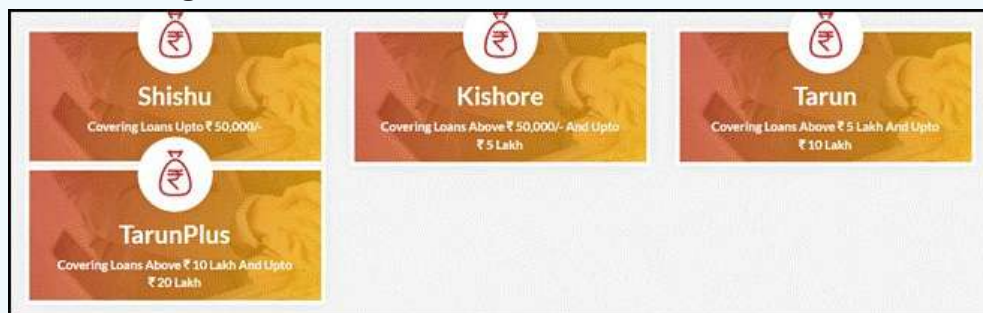 Shishu
Covering Loans Upto ₹ 50,000/-
Kishore
Covering Loans Above ₹ 50,000/- And Upto
₹ 5 Lakh
Tarun
Covering Loans Above ₹ 5 Lakh And Upto
₹ 10 Lakh
TarunPlus
Covering Loans Above ₹ 10 Lakh And Upto
₹ 20 Lakh